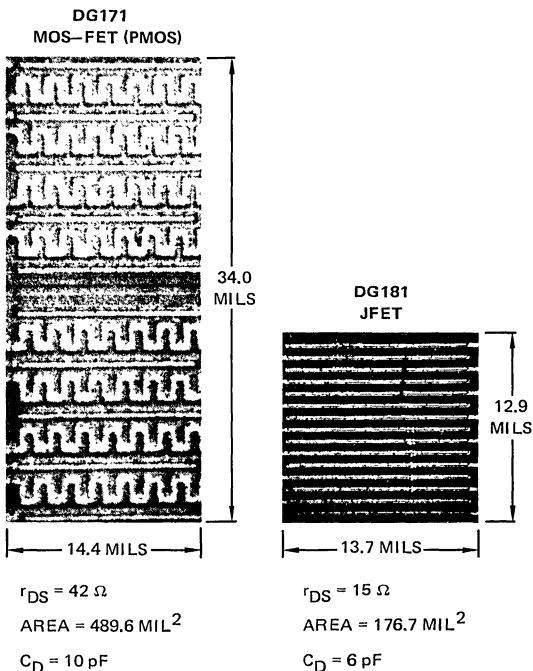 DG171
MOS–FET (PMOS)
34.0
MILS
14.4 MILS
rDS = 42 Ω
AREA = 489.6 MIL²
CD = 10 pF
DG181
JFET
12.9
MILS
13.7 MILS
rDS = 15 Ω
AREA = 176.7 MIL²
CD = 6 pF